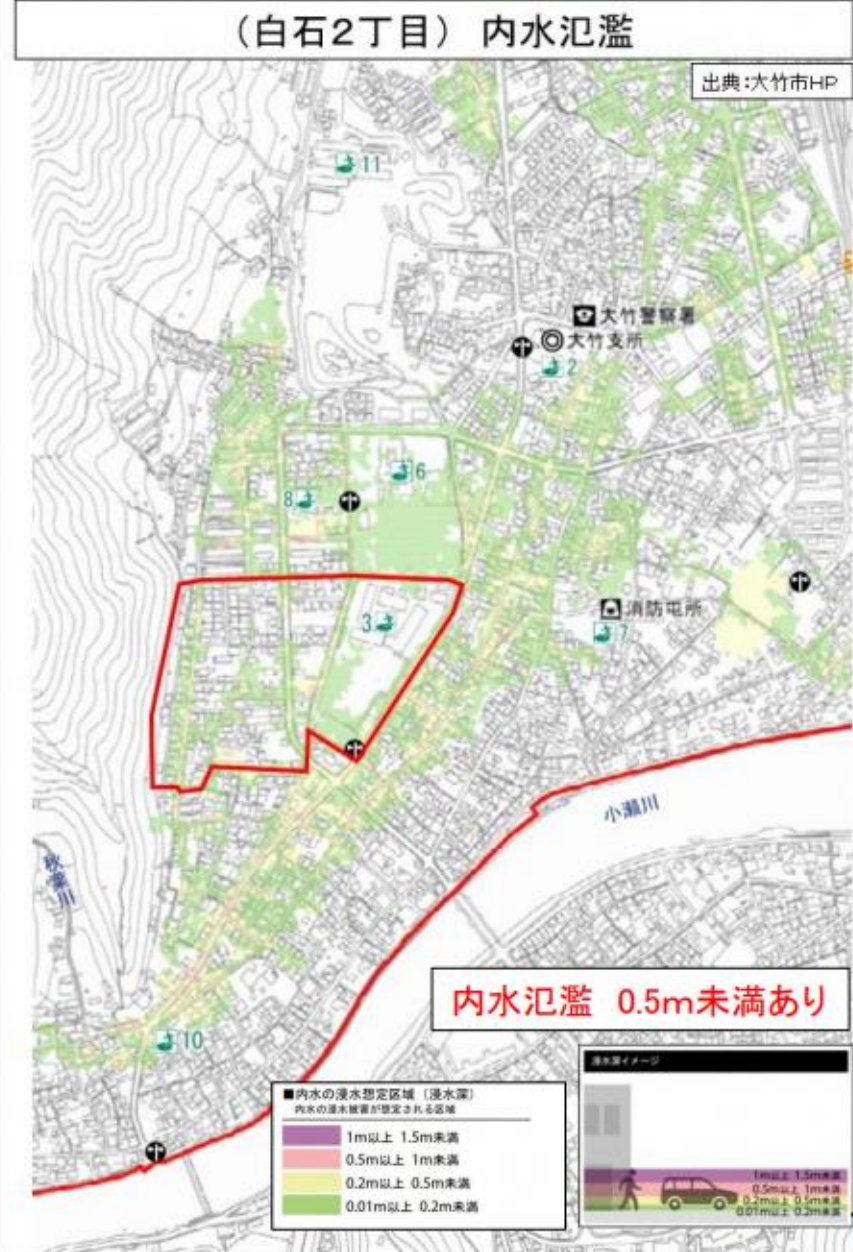 （白石2丁目） 内水氾濫
出典:大竹市HP
11
大竹警察署
大竹支所
2
6
8
消防屯所
3
7
小瀬川
秋葉川
内水氾濫 0.5m未満あり
10
浸水深イメージ
■内水の浸水想定区域（浸水深）
内水の浸水被害が想定される区域
1m以上 1.5m未満
0.5m以上 1m未満
0.2m以上 0.5m未満
0.01m以上 0.2m未満
1m以上 1.5m未満
0.5m以上 1m未満
0.2m以上 0.5m未満
0.01m以上 0.2m未満